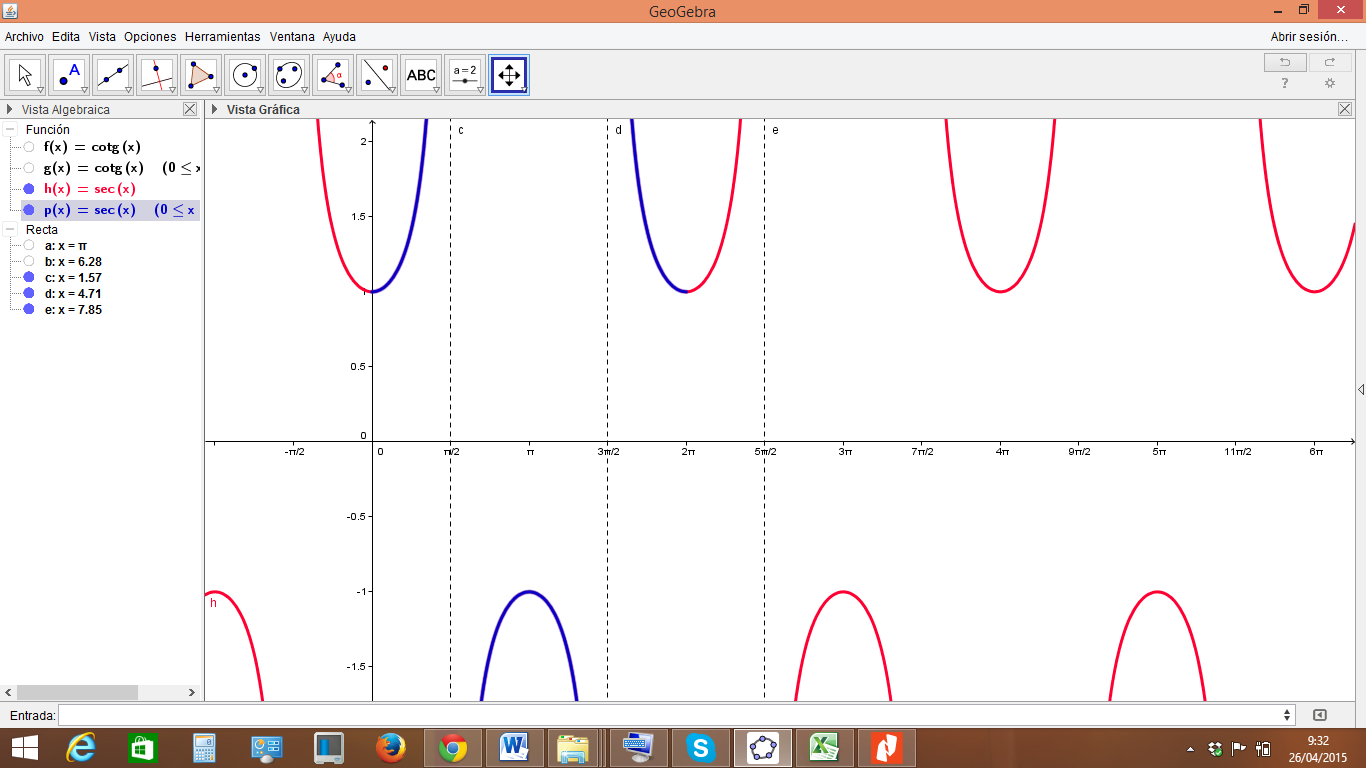 GeoGebra
Archivo Edita Vista Opciones Herramientas Ventana Ayuda Abrir sesión...
A α ABC a=2 ?
Vista Algebraica Vista Gráfica
Función
f(x) = cotg (x)
g(x) = cotg (x) (0 ≤ x
h(x) = sec (x)
p(x) = sec (x) (0 ≤ x
Recta
a: x = π
b: x = 6.28
c: x = 1.57
d: x = 4.71
e: x = 7.85
c d e
2
1.5
1
0.5
0
-π/2 0 π/2 π 3π/2 2π 5π/2 3π 7π/2 4π 9π/2 5π 11π/2 6π
-0.5
-1
h
-1.5
Entrada:
9:32
26/04/2015